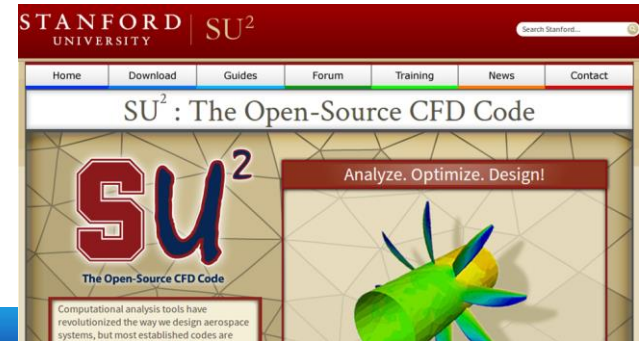 STANFORD
UNIVERSITY
SU²
Search Stanford...
Home Download Guides Forum Training News Contact
SU² : The Open-Source CFD Code
SU²
The Open-Source CFD Code
Analyze. Optimize. Design!
Computational analysis tools have
revolutionized the way we design aerospace
systems, but most established codes are